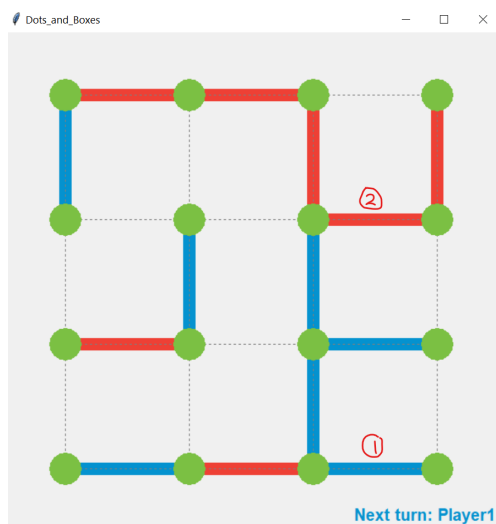 Dots_and_Boxes
②
①
Next turn: Player1